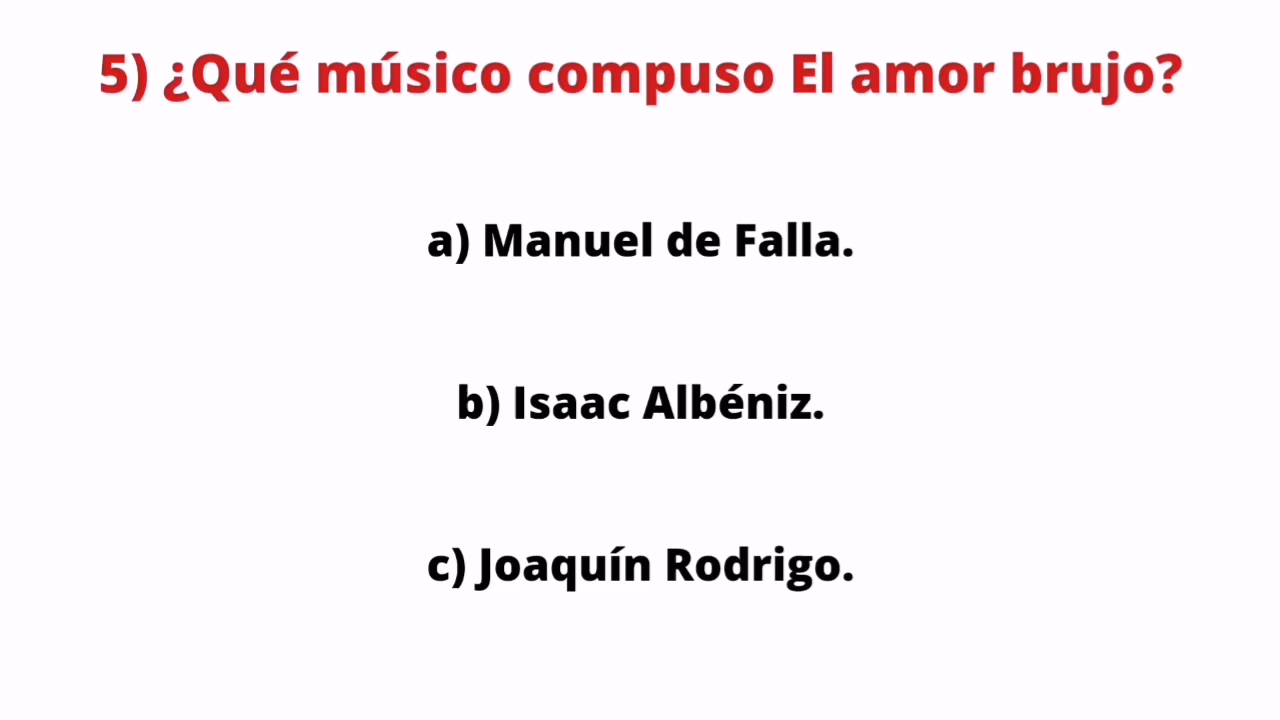 5) ¿Qué músico compuso El amor brujo?
a) Manuel de Falla.
b) Isaac Albéniz.
c) Joaquín Rodrigo.